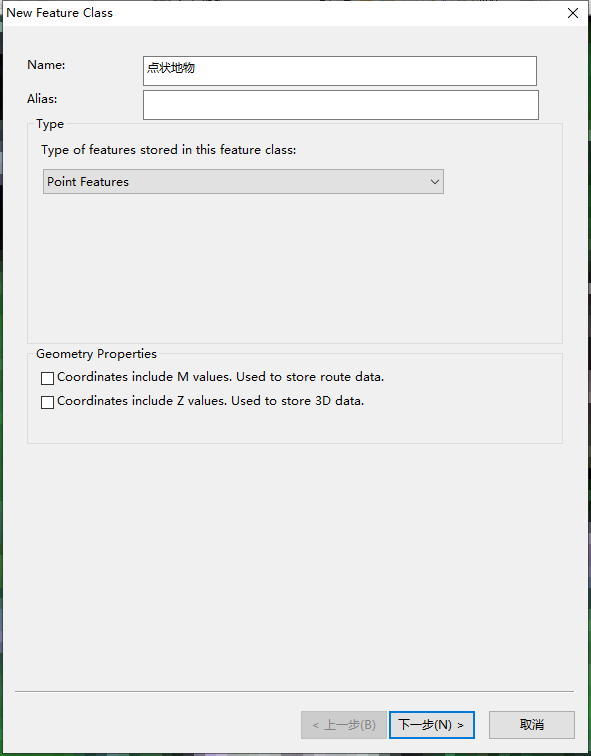 New Feature Class
Name:
点状地物
Alias:
Type
Type of features stored in this feature class:
Point Features
Geometry Properties
Coordinates include M values. Used to store route data.
Coordinates include Z values. Used to store 3D data.
< 上一步(B)
下一步(N) >
取消